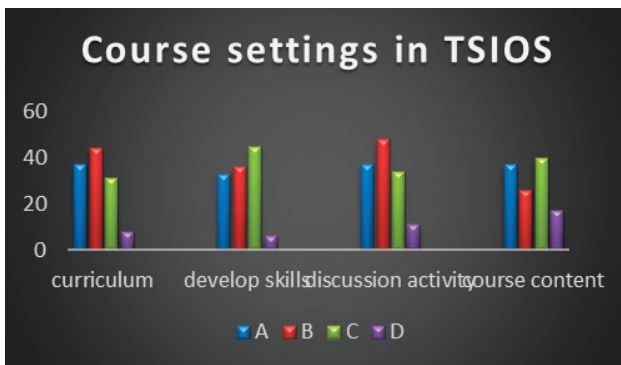 Course settings in TSIOS
60
40
20
0
curriculum develop skills discussion activity course content
A B C D